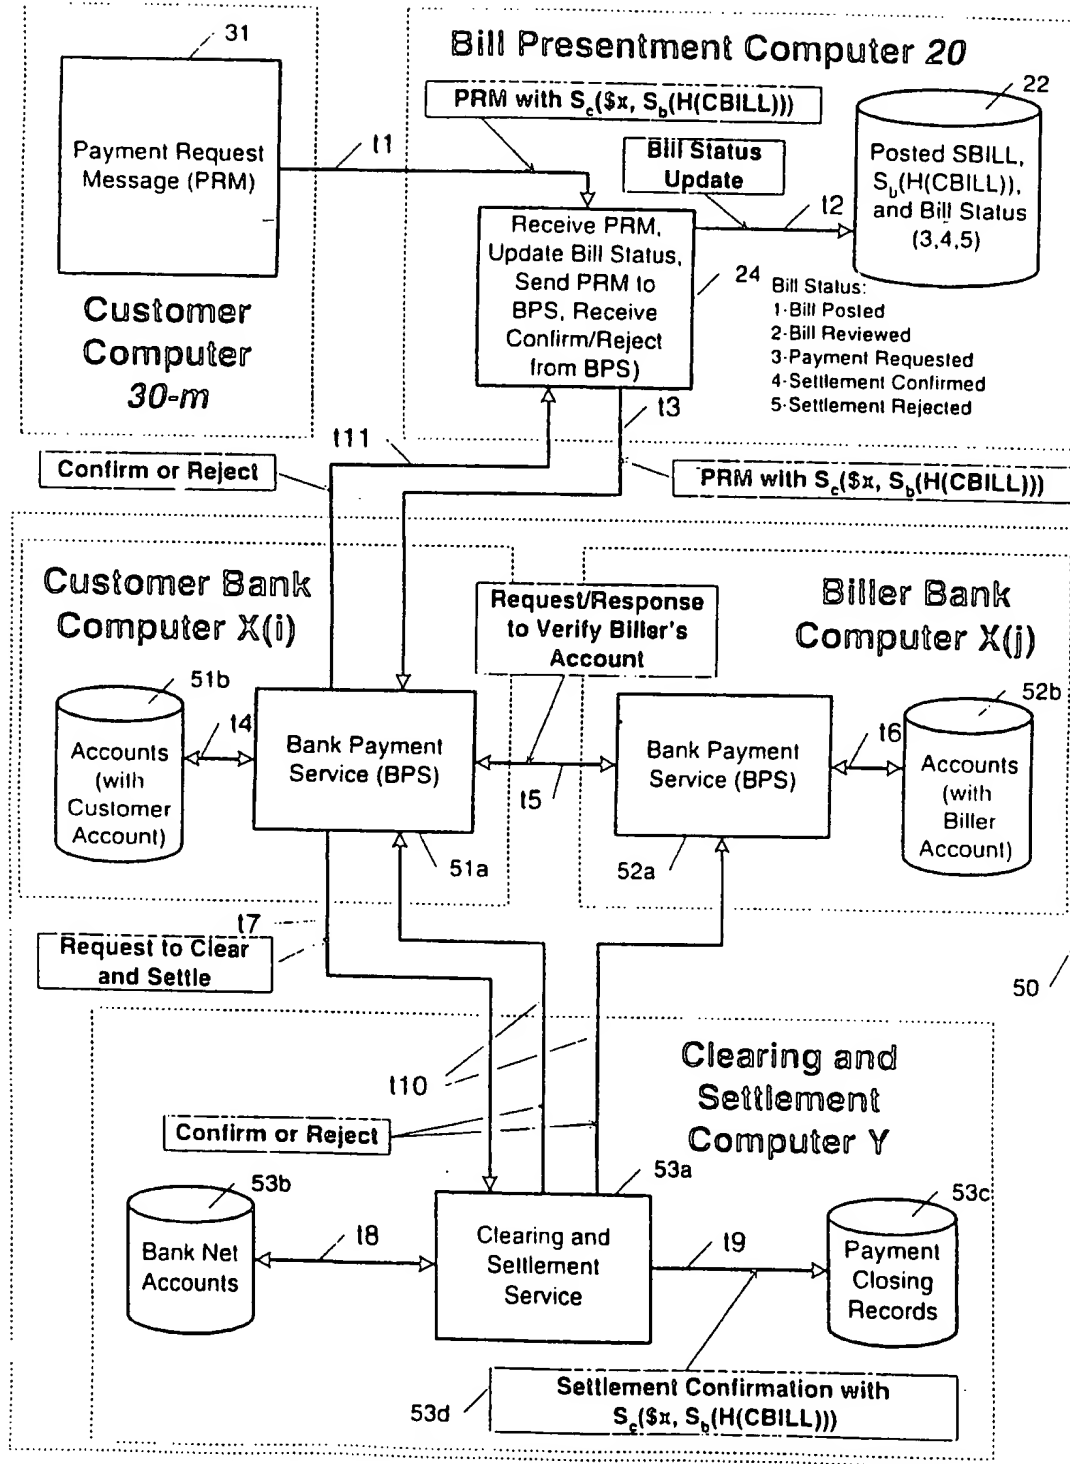 31
Payment Request
Message (PRM)
Customer
Computer
30-m
t1
Bill Presentment Computer 20
PRM with Sc($x, Sb(H(CBILL)))
Bill Status
Update
22
Posted SBILL,
Sb(H(CBILL)),
and Bill Status
(3,4,5)
t2
Receive PRM,
Update Bill Status,
Send PRM to
BPS, Receive
Confirm/Reject
from BPS)
24
Bill Status:
1-Bill Posted
2-Bill Reviewed
3-Payment Requested
4-Settlement Confirmed
5-Settlement Rejected
t3
t11
Confirm or Reject
PRM with Sc($x, Sb(H(CBILL)))
Customer Bank
Computer X(i)
Request/Response
to Verify Biller's
Account
Biller Bank
Computer X(j)
51b
t4
Accounts
(with
Customer
Account)
Bank Payment
Service (BPS)
51a
t5
Bank Payment
Service (BPS)
52a
t6
52b
Accounts
(with
Biller
Account)
t7
Request to Clear
and Settle
50
t10
Confirm or Reject
Clearing and
Settlement
Computer Y
53b
Bank Net
Accounts
t8
53a
Clearing and
Settlement
Service
t9
53c
Payment
Closing
Records
53d
Settlement Confirmation with
Sc($x, Sb(H(CBILL)))